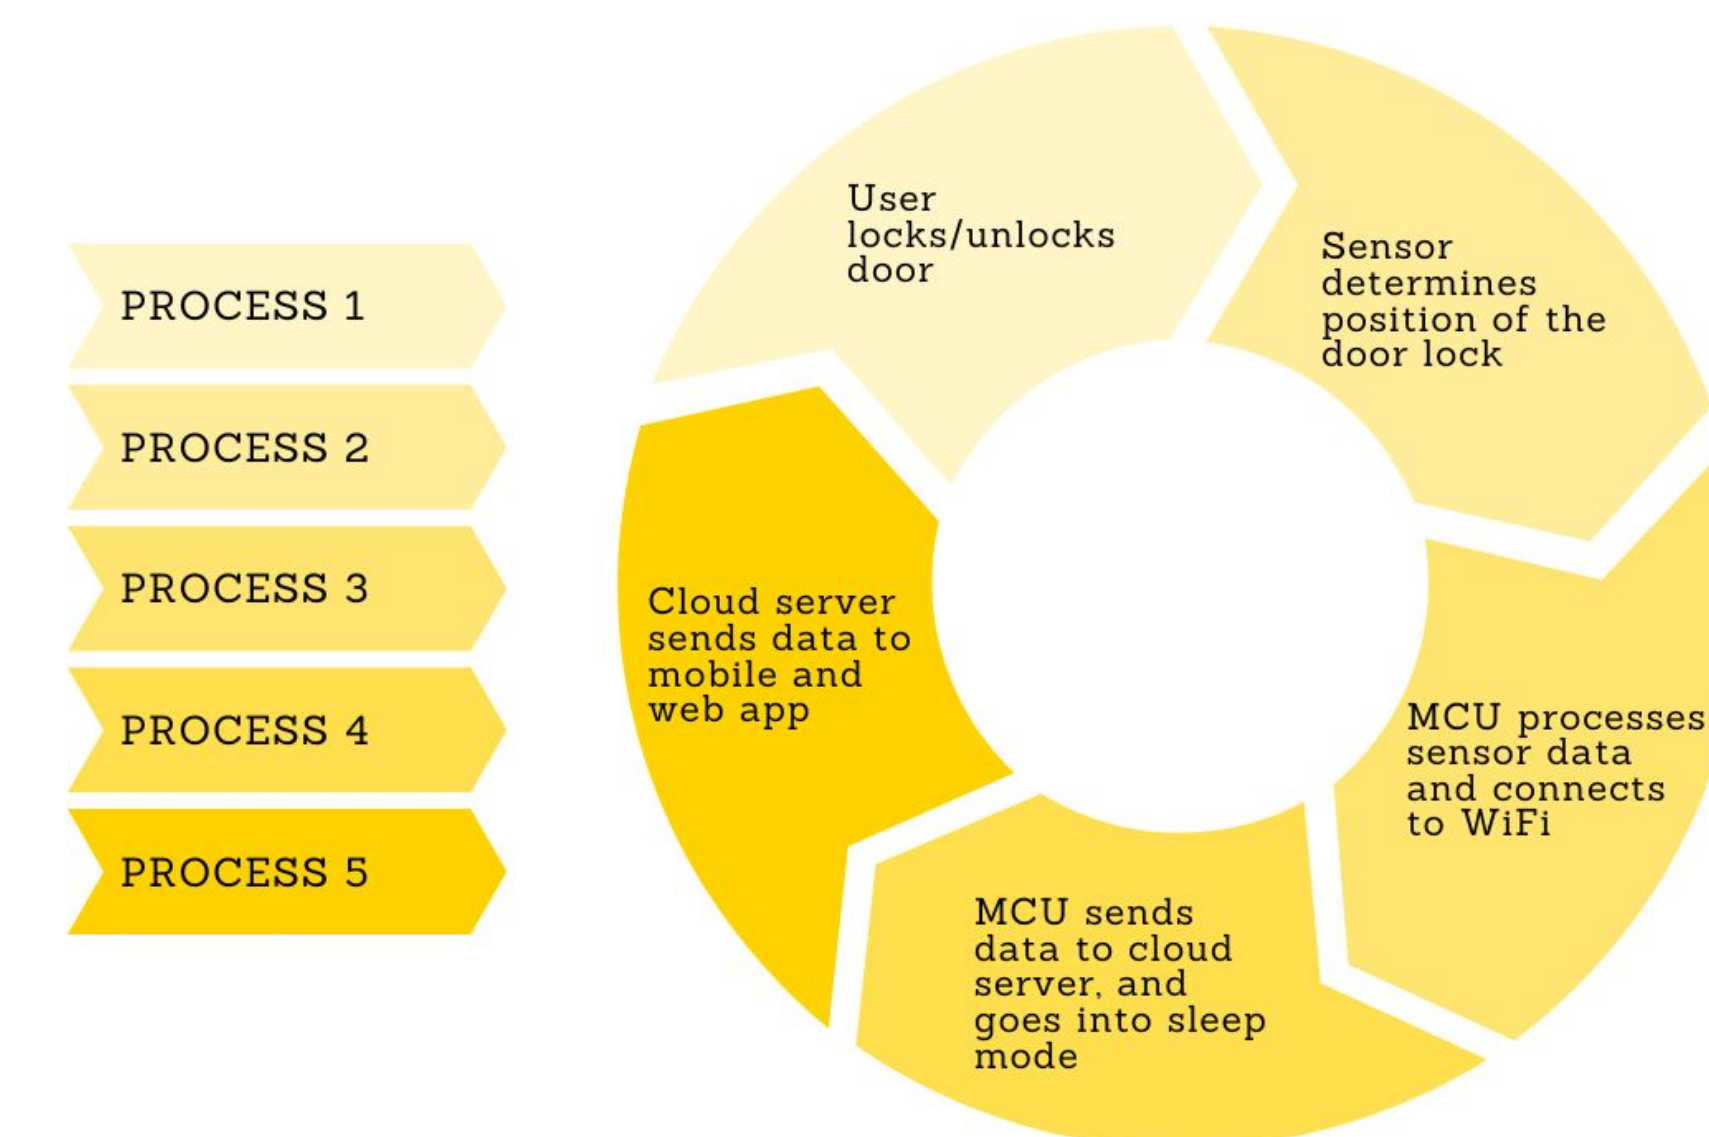 PROCESS 1
PROCESS 2
PROCESS 3
PROCESS 4
PROCESS 5
User
locks/unlocks
door
Sensor
determines
position of the
door lock
MCU processes
sensor data
and connects
to WiFi
MCU sends
data to cloud
server, and
goes into sleep
mode
Cloud server
sends data to
mobile and
web app